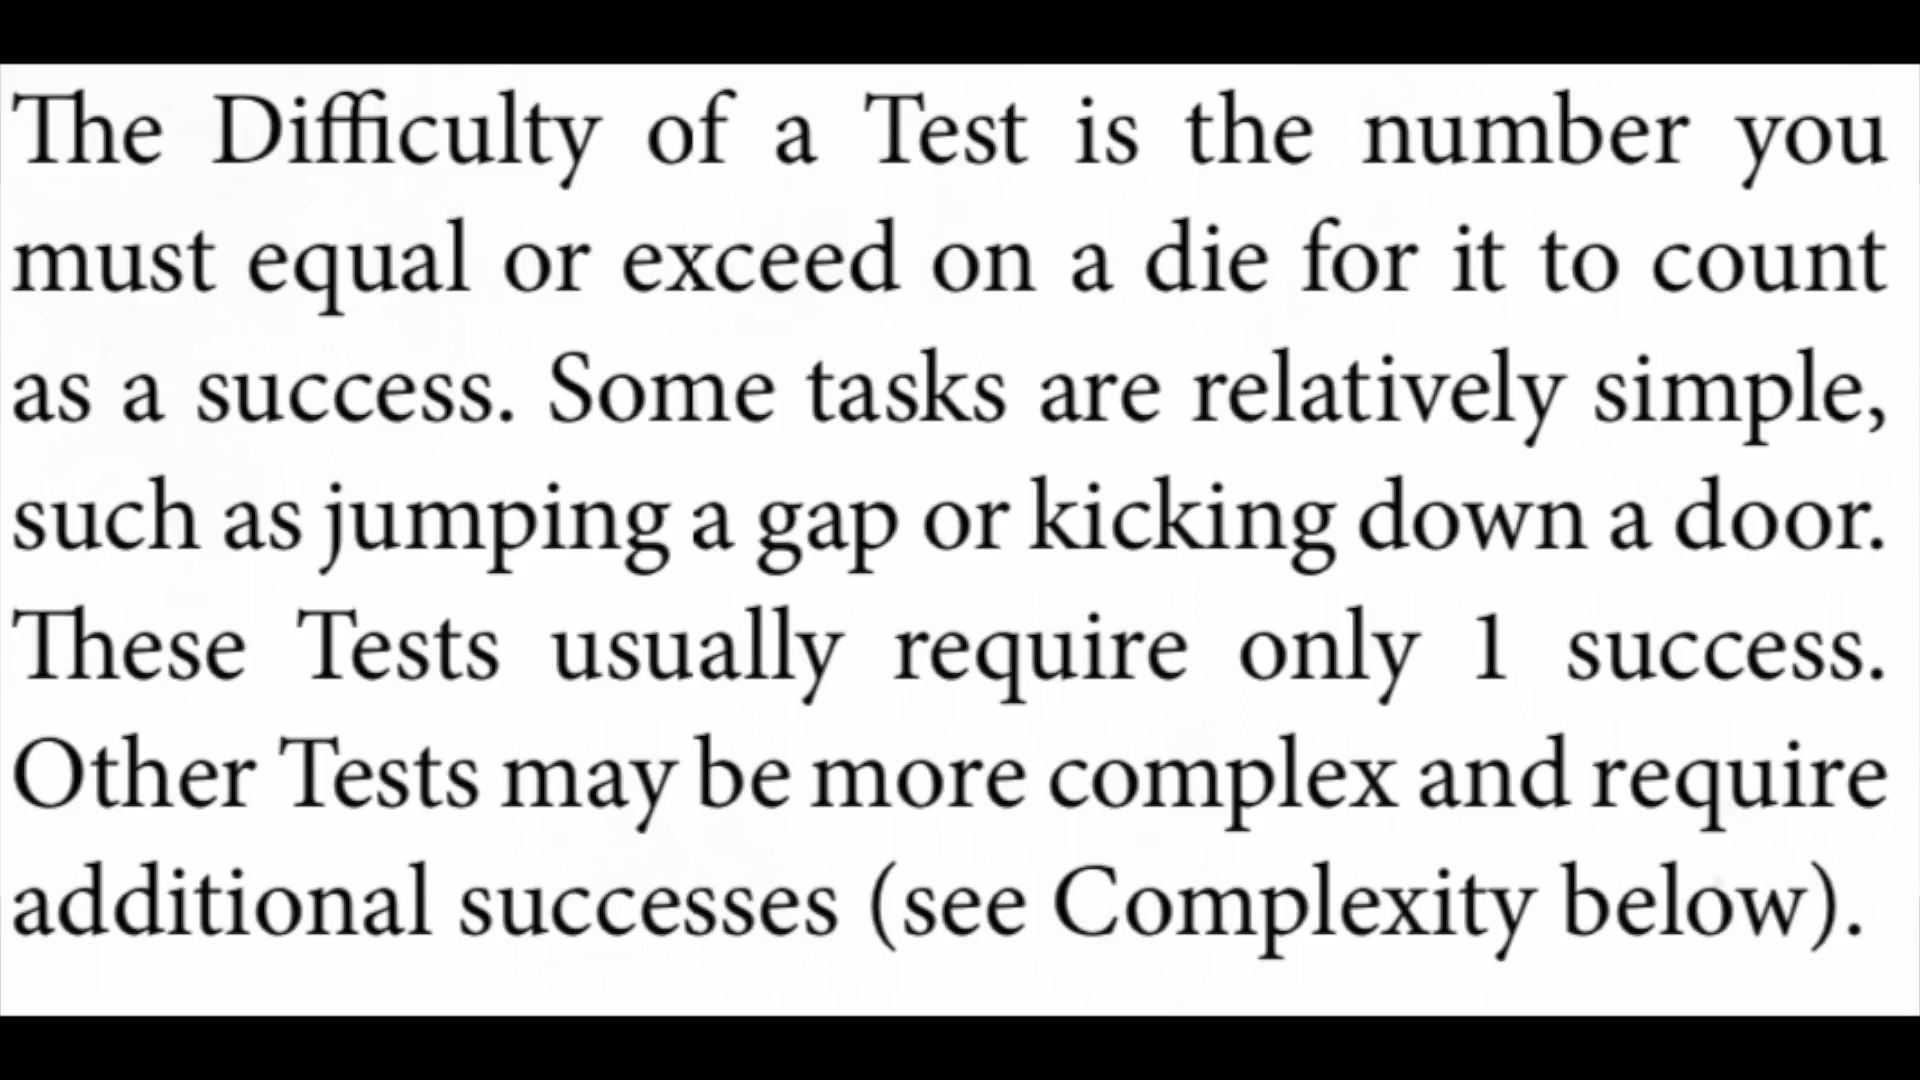 The Difficulty of a Test is the number you
must equal or exceed on a die for it to count
as a success. Some tasks are relatively simple,
such as jumping a gap or kicking down a door.
These Tests usually require only 1 success.
Other Tests may be more complex and require
additional successes (see Complexity below).